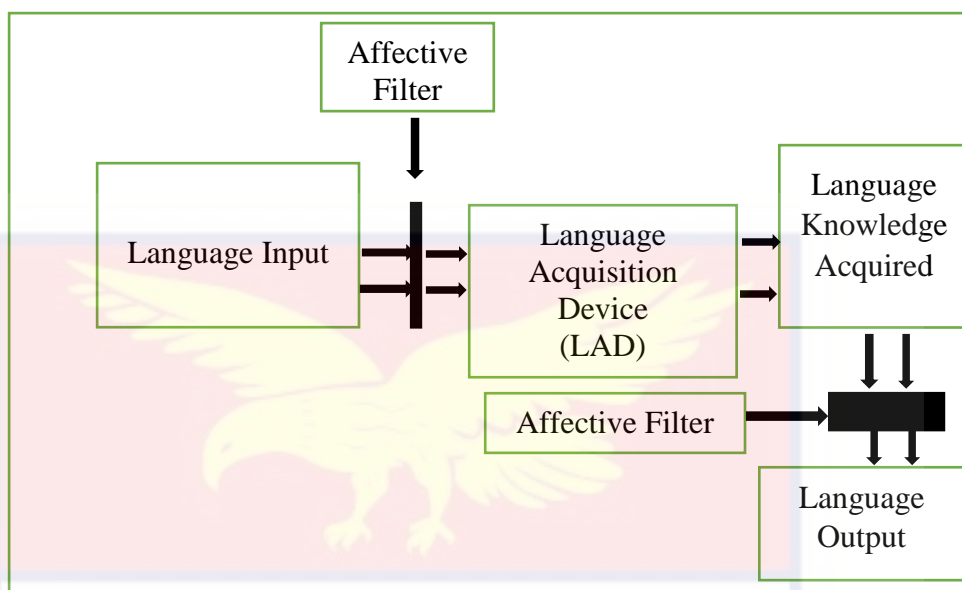 Affective
Filter
Language Input
Language
Acquisition
Device
(LAD)
Language
Knowledge
Acquired
Affective Filter
Language
Output